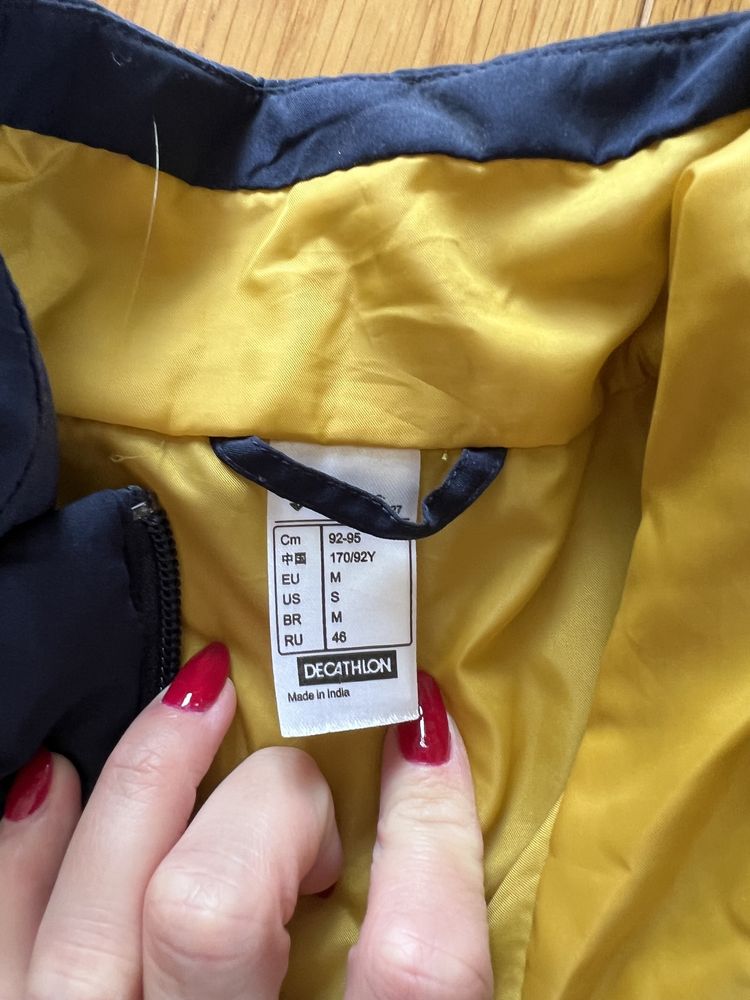 Cm 92-95
中国 170/92Y
EU M
US S
BR M
RU 46
DECATHLON
Made in India